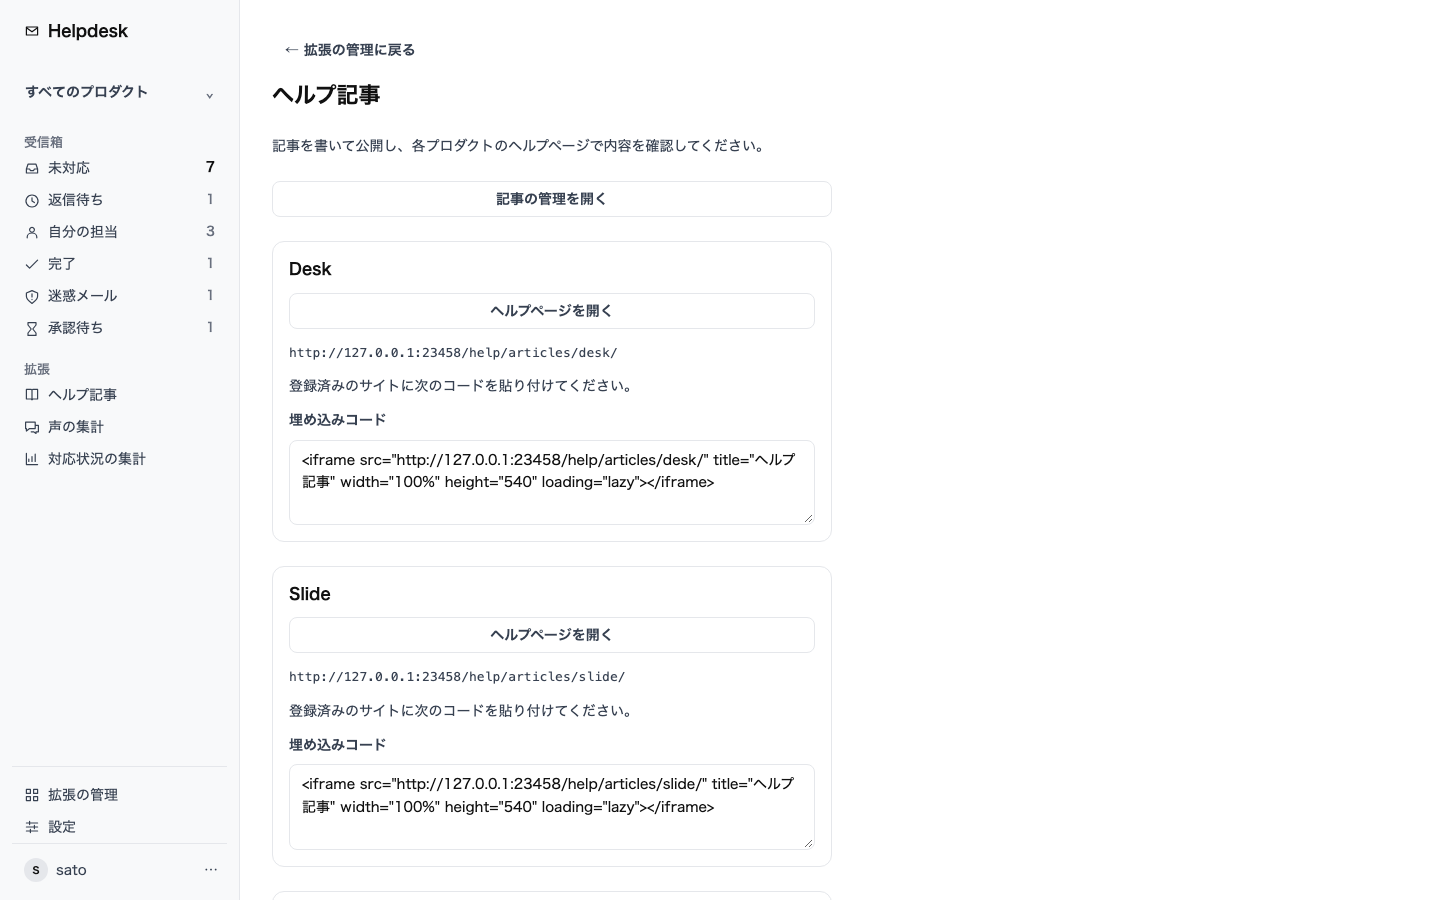 Helpdesk
すべてのプロダクト
受信箱
未対応 7
返信待ち 1
自分の担当 3
完了 1
迷惑メール 1
承認待ち 1
拡張
ヘルプ記事
声の集計
対応状況の集計
拡張の管理
設定
S sato ...
← 拡張の管理に戻る
ヘルプ記事
記事を書いて公開し、各プロダクトのヘルプページで内容を確認してください。
記事の管理を開く
Desk
ヘルプページを開く
http://127.0.0.1:23458/help/articles/desk/
登録済みのサイトに次のコードを貼り付けてください。
埋め込みコード
<iframe src="http://127.0.0.1:23458/help/articles/desk/" title="ヘルプ
記事" width="100%" height="540" loading="lazy"></iframe>
Slide
ヘルプページを開く
http://127.0.0.1:23458/help/articles/slide/
登録済みのサイトに次のコードを貼り付けてください。
埋め込みコード
<iframe src="http://127.0.0.1:23458/help/articles/slide/" title="ヘルプ
記事" width="100%" height="540" loading="lazy"></iframe>